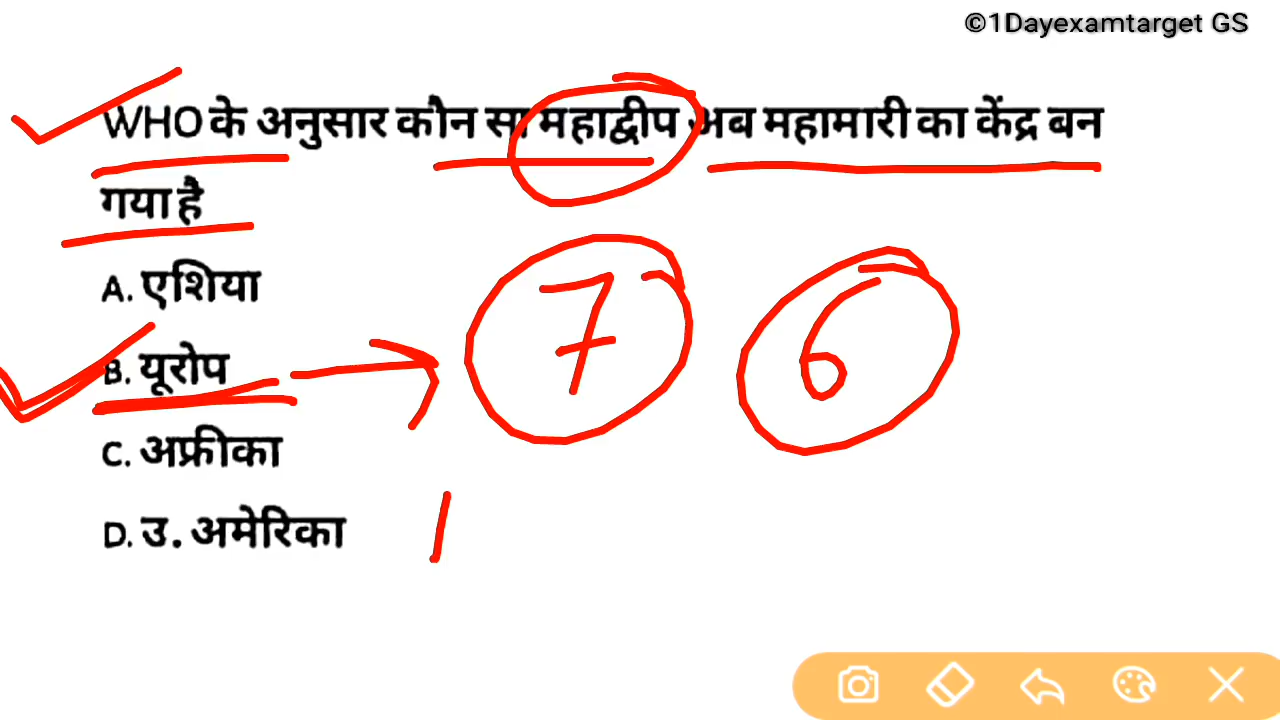 ©1Dayexamtarget GS
WHO के अनुसार कौन सा महाद्वीप अब महामारी का केंद्र बन
गया है
A. एशिया
B. यूरोप
7 6
C. अफ्रीका
D. उ. अमेरिका